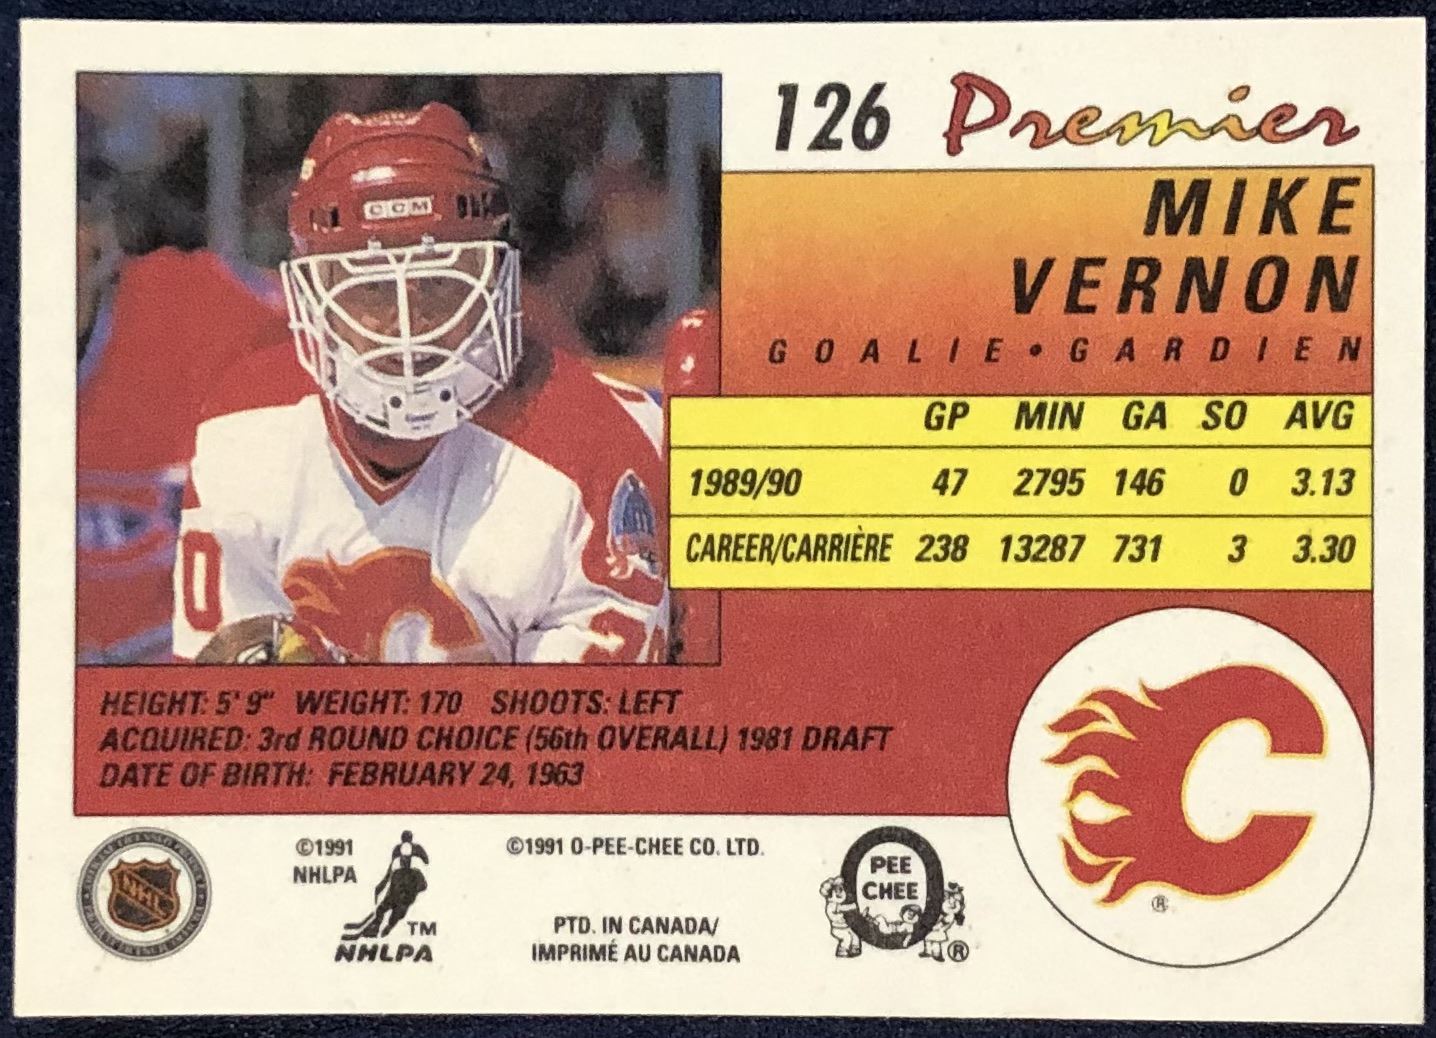 126 Premier
MIKE
VERNON
GOALIE • GARDIEN
GP MIN GA SO AVG
1989/90 47 2795 146 0 3.13
CAREER/CARRIÈRE 238 13287 731 3 3.30
CCM
0
HEIGHT: 5' 9" WEIGHT: 170 SHOOTS: LEFT
ACQUIRED: 3rd ROUND CHOICE (56th OVERALL) 1981 DRAFT
DATE OF BIRTH: FEBRUARY 24, 1963
C
®
NHL
©1991
NHLPA
TM
NHLPA
©1991 O-PEE-CHEE CO. LTD.
PTD. IN CANADA/
IMPRIMÉ AU CANADA
PEE
CHEE
®